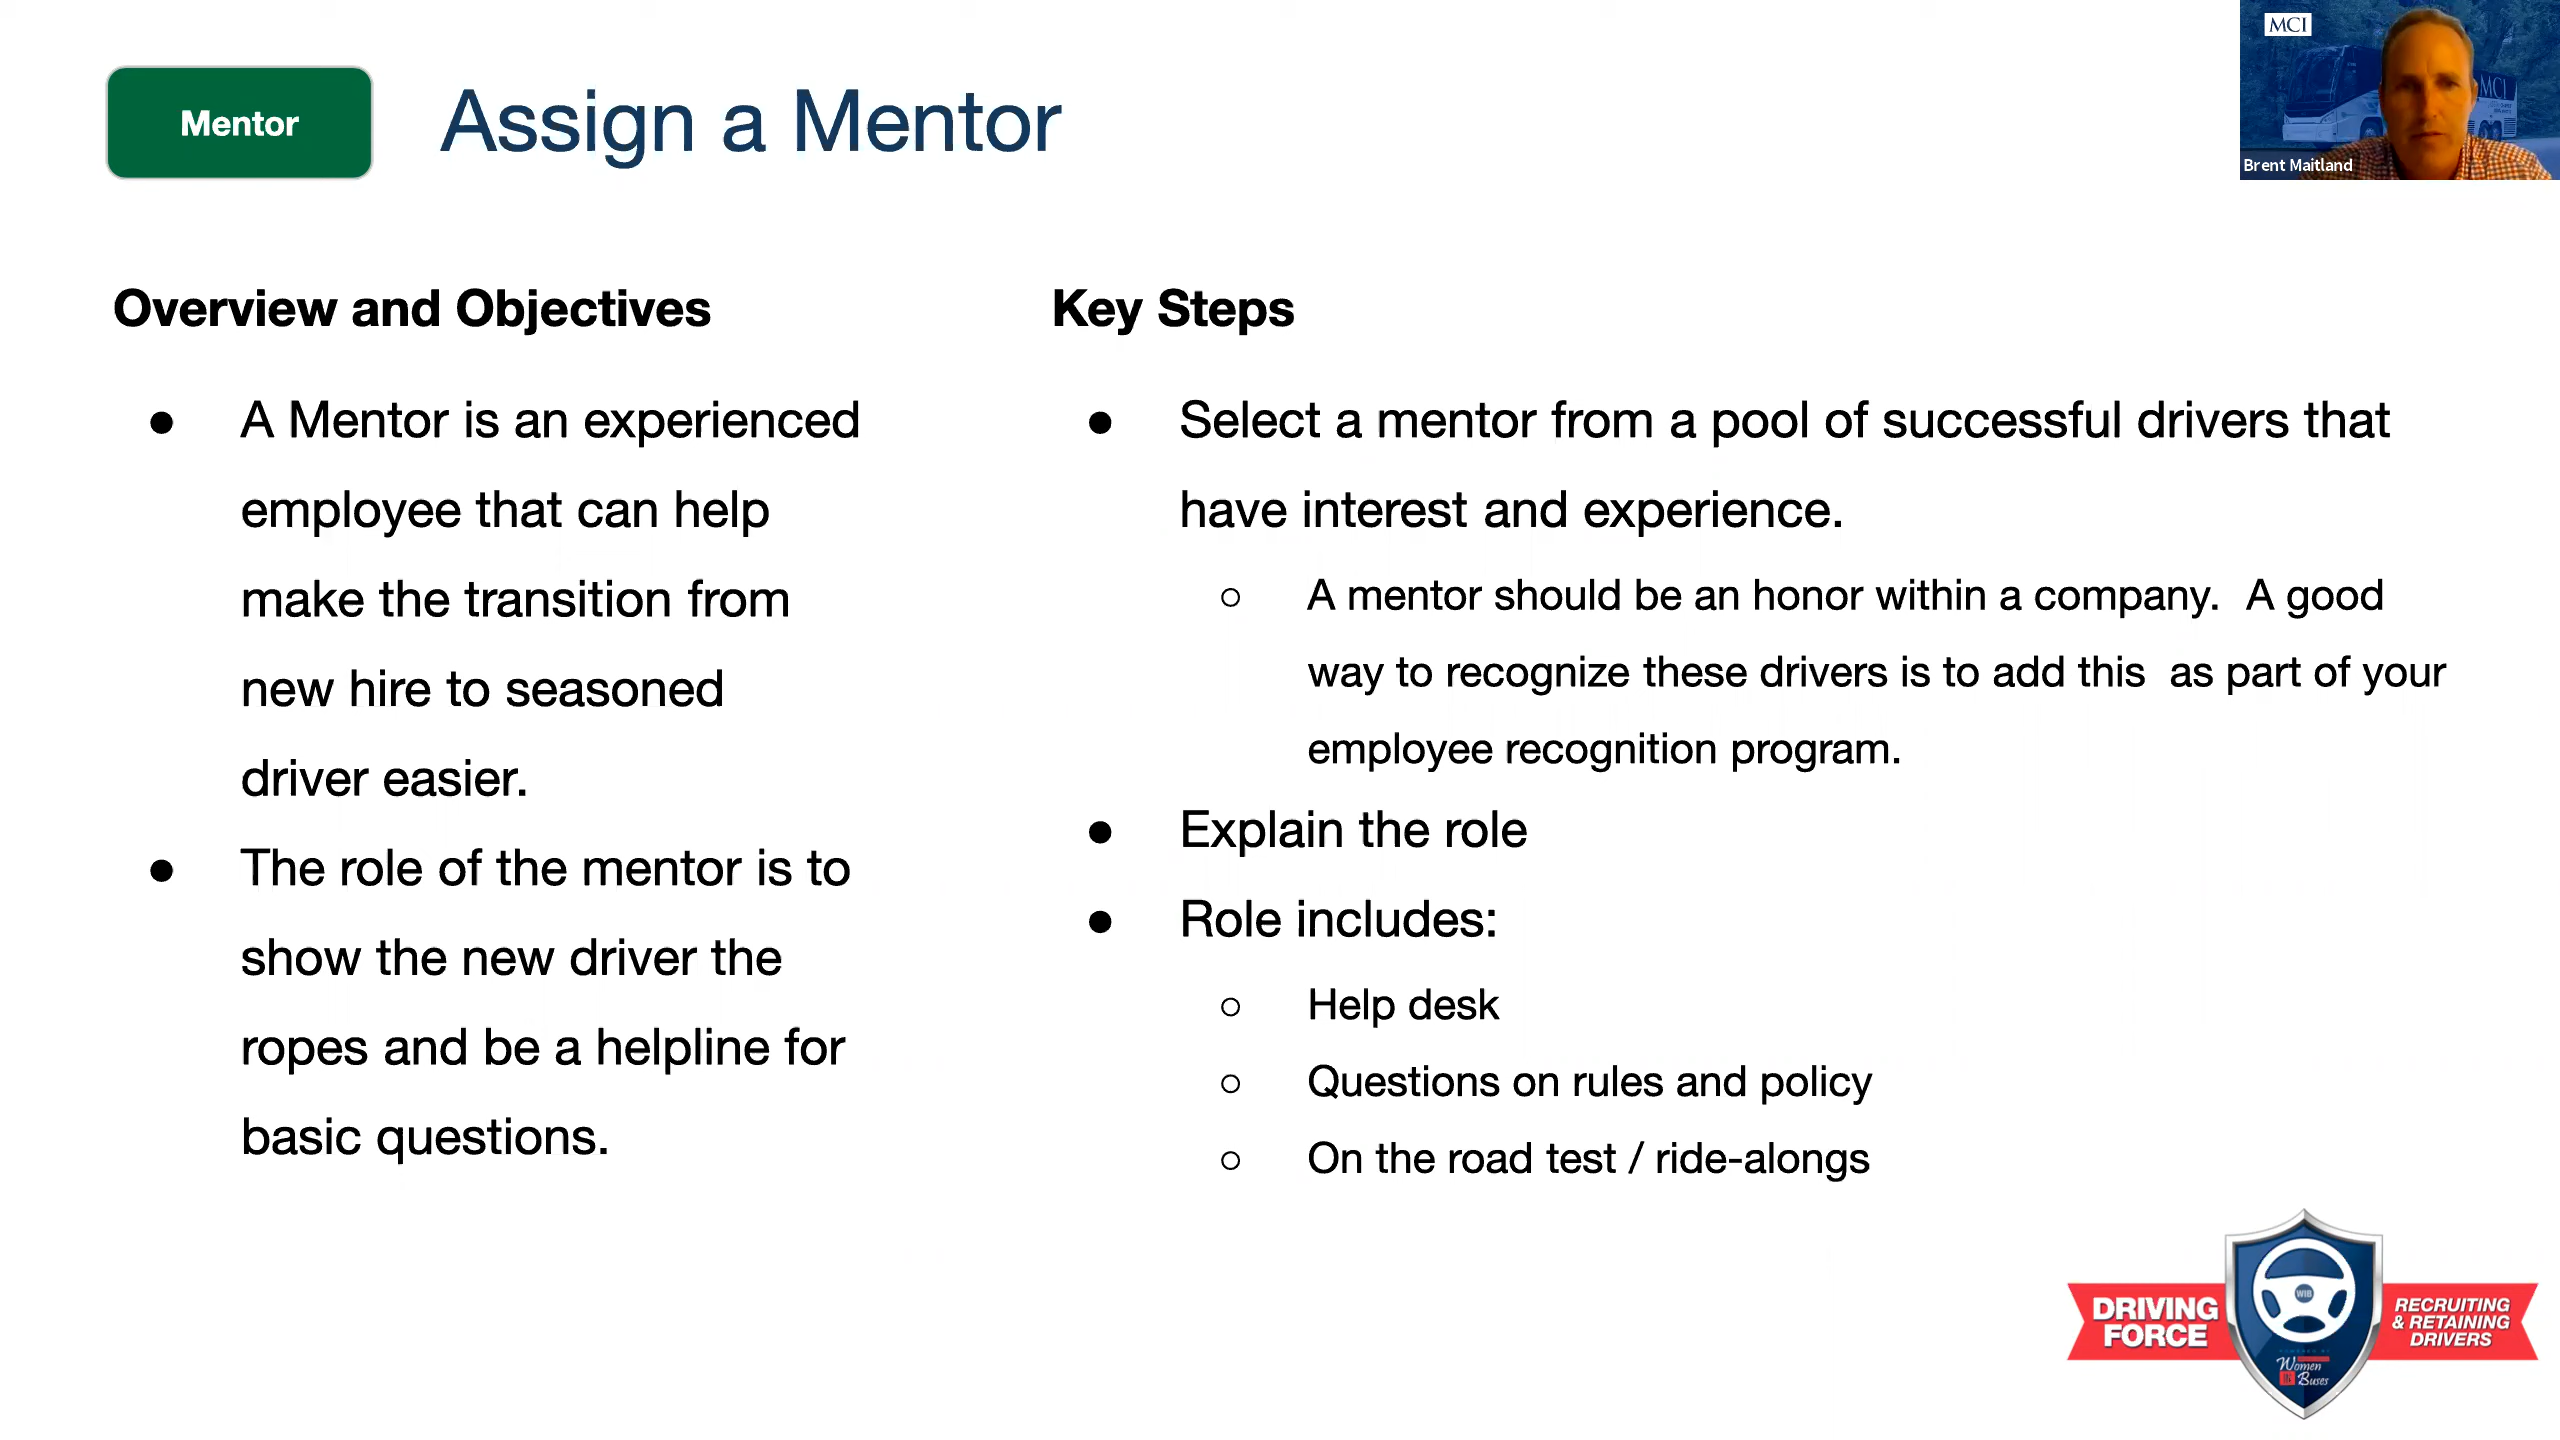 Mentor
Assign a Mentor
MCI
MCI
Brent Maitland
Overview and Objectives
● A Mentor is an experienced
employee that can help
make the transition from
new hire to seasoned
driver easier.
● The role of the mentor is to
show the new driver the
ropes and be a helpline for
basic questions.
Key Steps
● Select a mentor from a pool of successful drivers that
have interest and experience.
○ A mentor should be an honor within a company.  A good
way to recognize these drivers is to add this  as part of your
employee recognition program.
● Explain the role
● Role includes:
○ Help desk
○ Questions on rules and policy
○ On the road test / ride-alongs
DRIVING
FORCE
WIB
POWERED BY
Women
IN Buses
RECRUITING
& RETAINING
DRIVERS